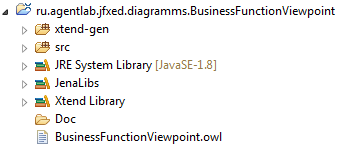 ru.agentlab.jfxed.diagramms.BusinessFunctionViewpoint
xtend-gen
src
JRE System Library [JavaSE-1.8]
JenaLibs
Xtend Library
Doc
BusinessFunctionViewpoint.owl